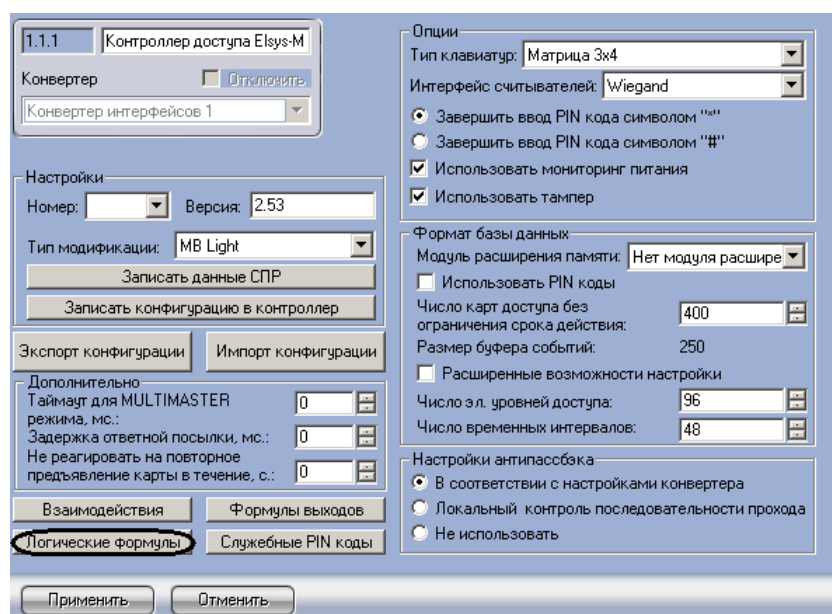 1.1.1 Контроллер доступа Elsys-M
Конвертер Отключить
Конвертер интерфейсов 1
Настройки
Номер: Версия: 2.53
Тип модификации: MB Light
Записать данные СПР
Записать конфигурацию в контроллер
Экспорт конфигурации Импорт конфигурации
Дополнительно
Таймаут для MULTIMASTER
режима, мс.: 0
Задержка ответной посылки, мс.: 0
Не реагировать на повторное
предъявление карты в течение, с.: 0
Взаимодействия Формулы выходов
Логические формулы Служебные PIN коды
Опции
Тип клавиатур: Матрица 3x4
Интерфейс считывателей: Wiegand
Завершить ввод PIN кода символом "*"
Завершить ввод PIN кода символом "#"
Использовать мониторинг питания
Использовать тампер
Формат базы данных
Модуль расширения памяти: Нет модуля расшире
Использовать PIN коды
Число карт доступа без
ограничения срока действия: 400
Размер буфера событий: 250
Расширенные возможности настройки
Число эл. уровней доступа: 96
Число временных интервалов: 48
Настройки антипассбэка
В соответствии с настройками конвертера
Локальный контроль последовательности прохода
Не использовать
Применить Отменить